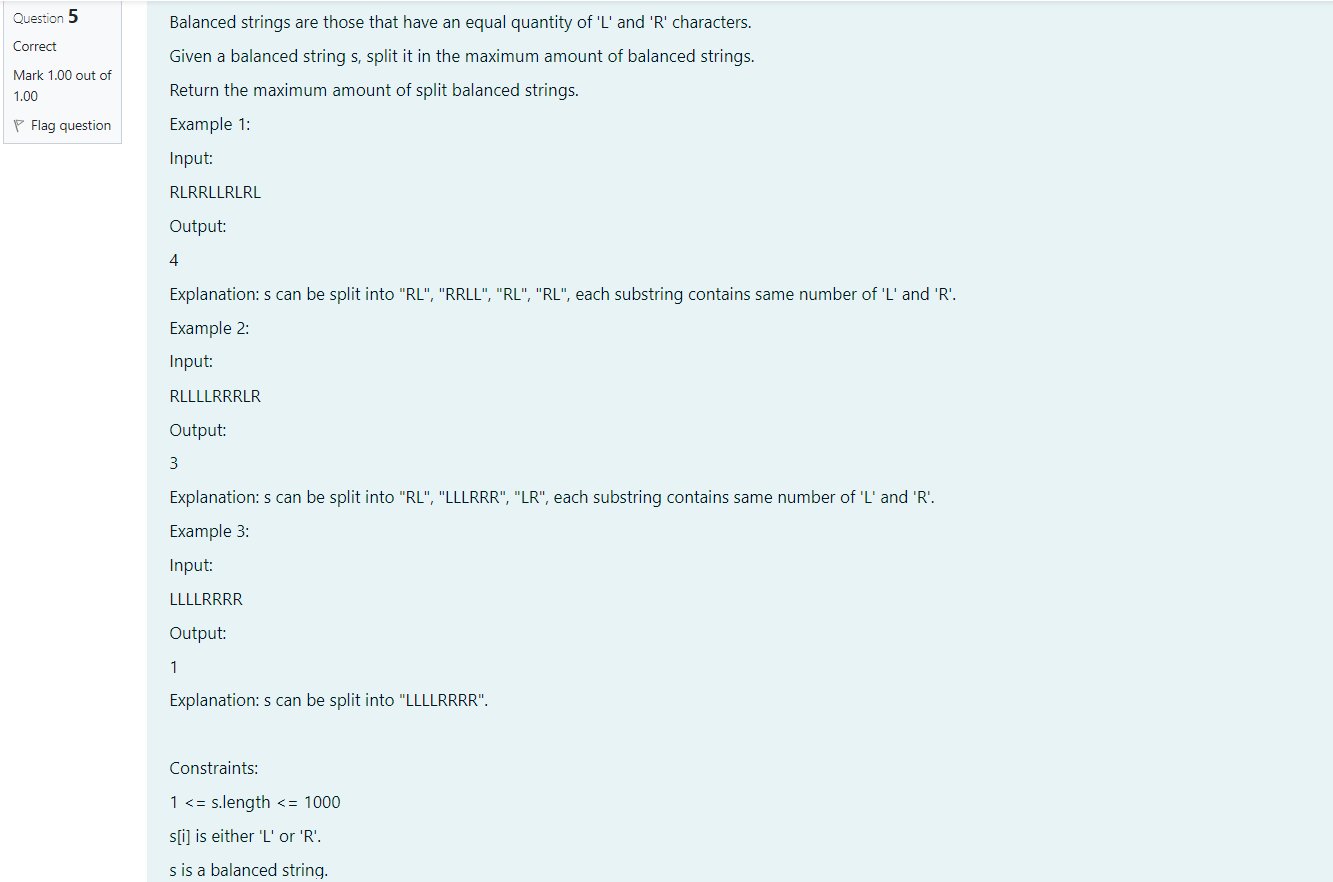 Question 5
Correct
Mark 1.00 out of
1.00
Flag question
Balanced strings are those that have an equal quantity of 'L' and 'R' characters.
Given a balanced string s, split it in the maximum amount of balanced strings.
Return the maximum amount of split balanced strings.
Example 1:
Input:
RLRRLLRLRL
Output:
4
Explanation: s can be split into "RL", "RRLL", "RL", "RL", each substring contains same number of 'L' and 'R'.
Example 2:
Input:
RLLLLRRRLR
Output:
3
Explanation: s can be split into "RL", "LLLRRR", "LR", each substring contains same number of 'L' and 'R'.
Example 3:
Input:
LLLLRRRR
Output:
1
Explanation: s can be split into "LLLLRRRR".
Constraints:
1 <= s.length <= 1000
s[i] is either 'L' or 'R'.
s is a balanced string.